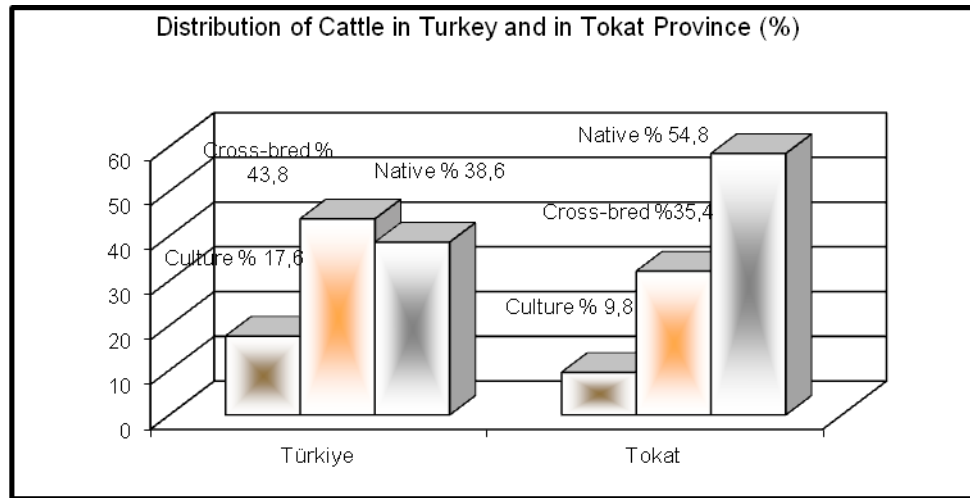 Distribution of Cattle in Turkey and in Tokat Province (%)
60
50
40
30
20
10
0
Cross-bred %
43,8
Native % 38,6
Culture % 17,6
Native % 54,8
Cross-bred %35,4
Culture % 9,8
Türkiye
Tokat